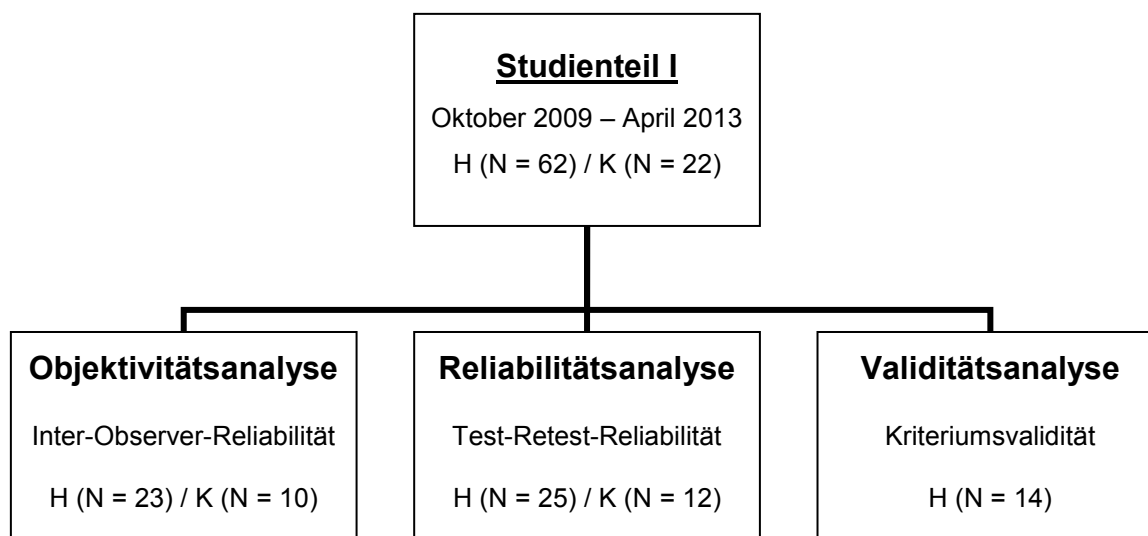 Studienteil I
Oktober 2009 – April 2013
H (N = 62) / K (N = 22)
Objektivitätsanalyse
Inter-Observer-Reliabilität
H (N = 23) / K (N = 10)
Reliabilitätsanalyse
Test-Retest-Reliabilität
H (N = 25) / K (N = 12)
Validitätsanalyse
Kriteriumsvalidität
H (N = 14)